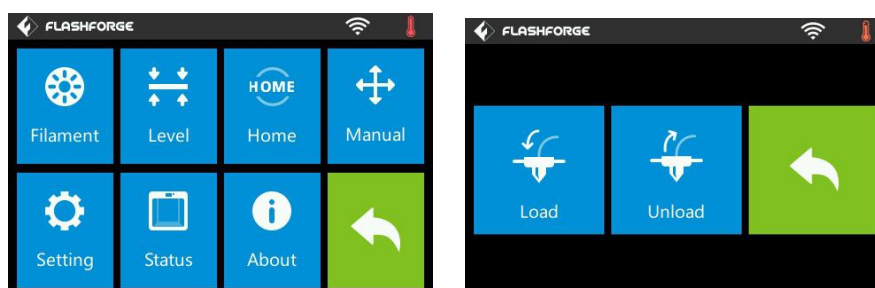 FLASHFORGE
Filament Level HOME Home Manual
Setting Status About
FLASHFORGE
Load Unload